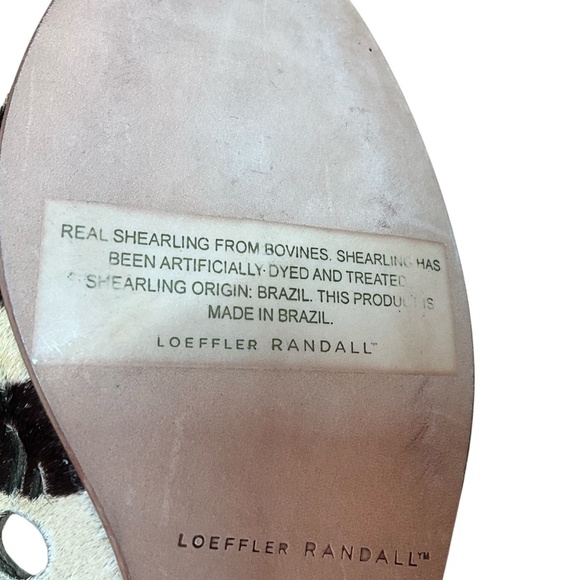 REAL SHEARLING FROM BOVINES. SHEARLING HAS
BEEN ARTIFICIALLY-DYED AND TREATED
SHEARLING ORIGIN: BRAZIL. THIS PRODUCT IS
MADE IN BRAZIL.
LOEFFLER RANDALL™
LOEFFLER RANDALL™